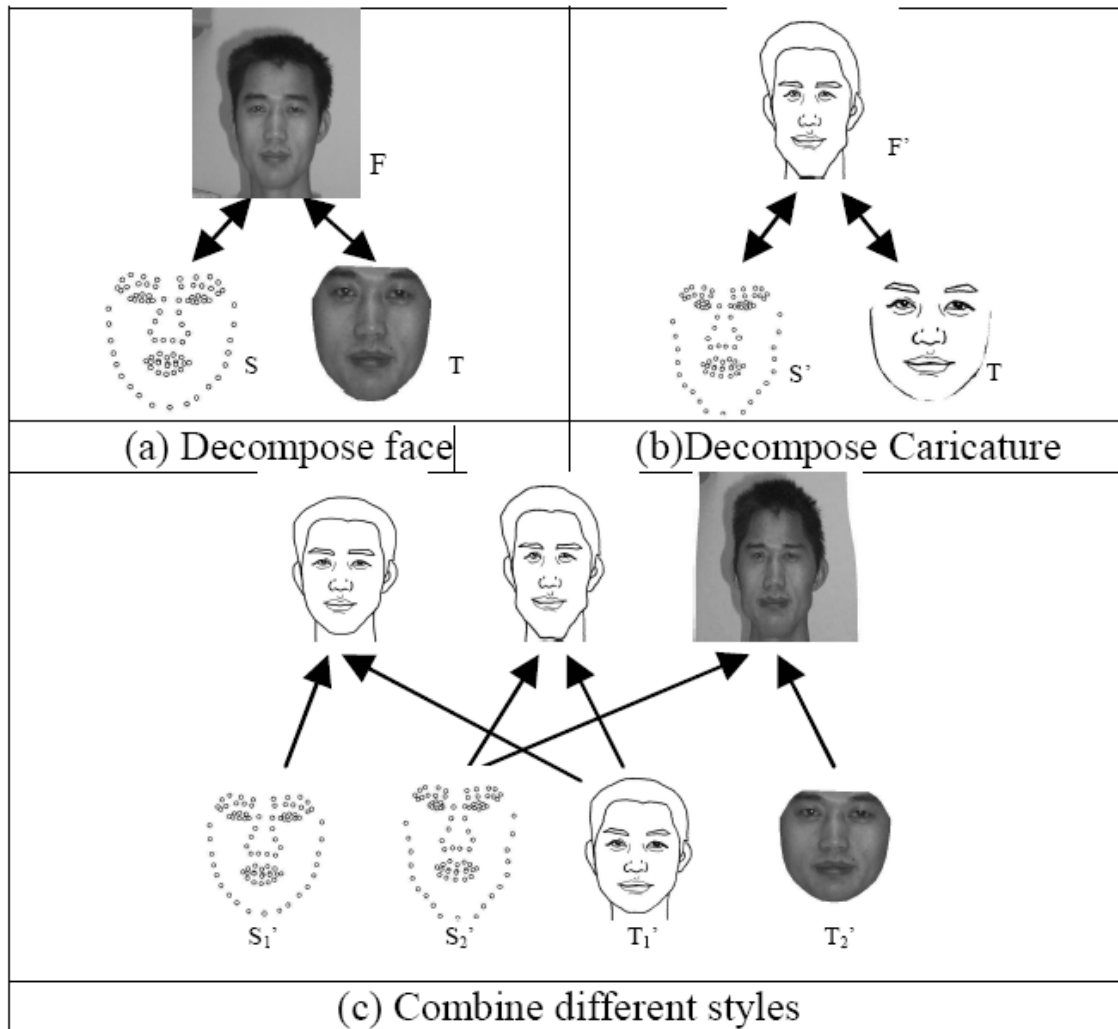 F
F’
S
T
S’
T
(a) Decompose face
(b)Decompose Caricature
S₁’
S₂’
T₁’
T₂’
(c) Combine different styles